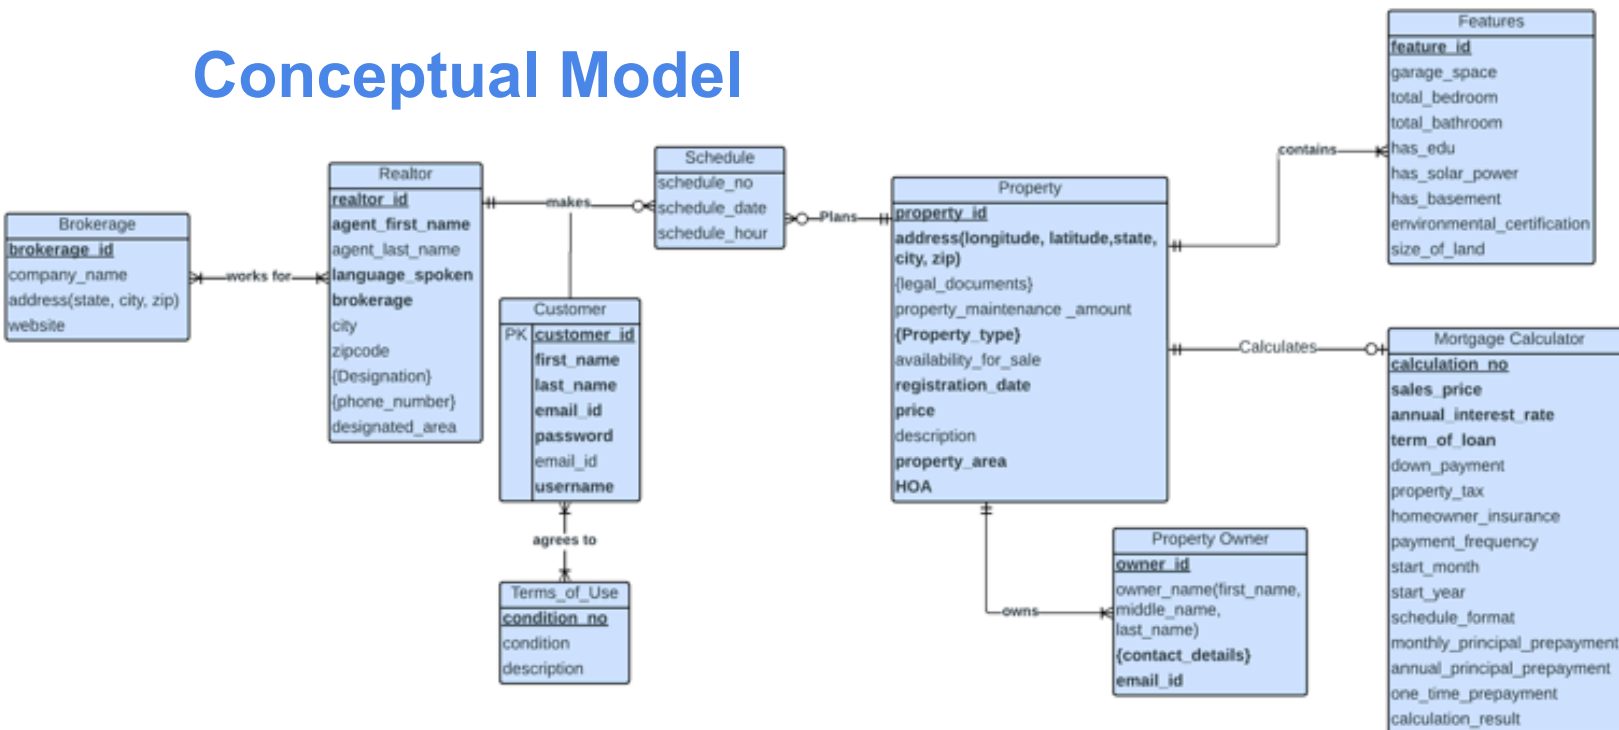 Conceptual Model
Brokerage
brokerage_id
company_name
address(state, city, zip)
website
works for
Realtor
realtor_id
agent_first_name
agent_last_name
language_spoken
brokerage
city
zipcode
{Designation}
{phone_number}
designated_area
makes
Customer
PK customer_id
first_name
last_name
email_id
password
email_id
username
agrees to
Terms_of_Use
condition_no
condition
description
Schedule
schedule_no
schedule_date
schedule_hour
Plans
Property
property_id
address(longitude, latitude,state,
city, zip)
{legal_documents}
property_maintenance _amount
{Property_type}
availability_for_sale
registration_date
price
description
property_area
HOA
owns
Property Owner
owner_id
owner_name(first_name,
middle_name,
last_name)
{contact_details}
email_id
contains
Features
feature_id
garage_space
total_bedroom
total_bathroom
has_edu
has_solar_power
has_basement
environmental_certification
size_of_land
Calculates
Mortgage Calculator
calculation_no
sales_price
annual_interest_rate
term_of_loan
down_payment
property_tax
homeowner_insurance
payment_frequency
start_month
start_year
schedule_format
monthly_principal_prepayment
annual_principal_prepayment
one_time_prepayment
calculation_result